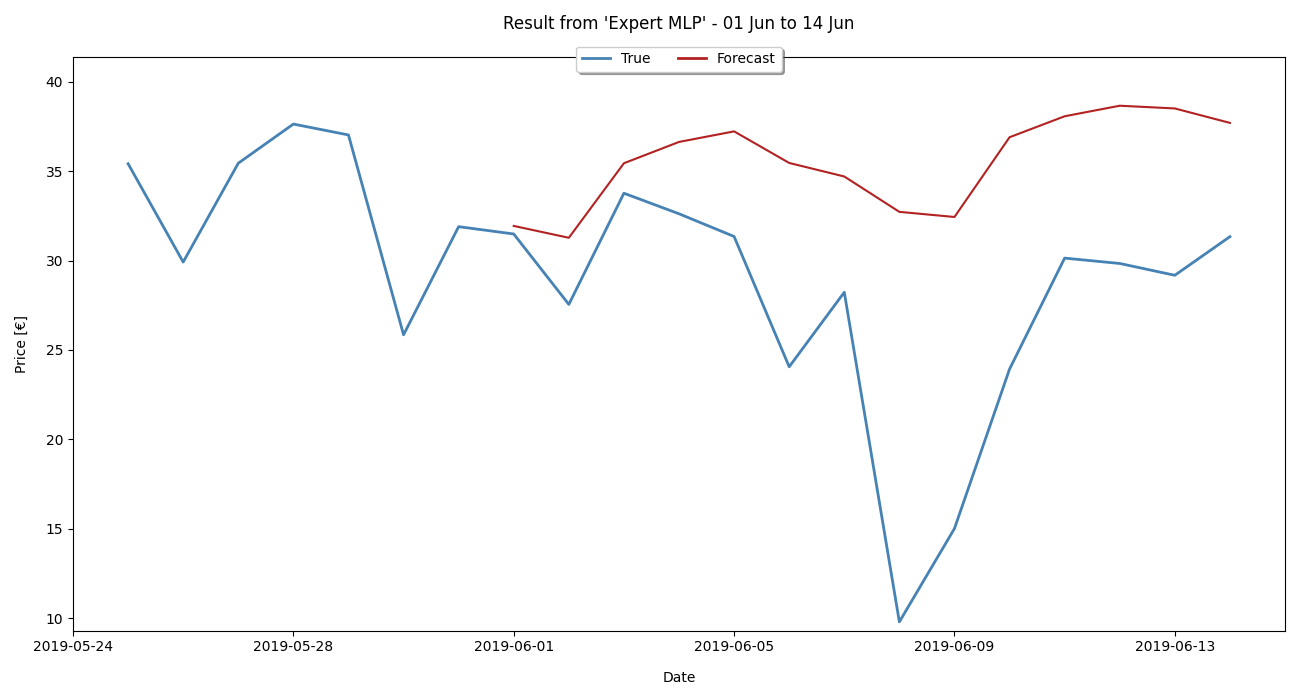 Result from 'Expert MLP' - 01 Jun to 14 Jun
True Forecast
40
35
30
25
20
15
10
Price [€]
2019-05-24 2019-05-28 2019-06-01 2019-06-05 2019-06-09 2019-06-13
Date